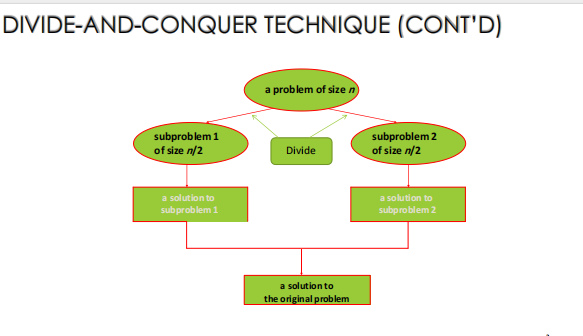 DIVIDE-AND-CONQUER TECHNIQUE (CONT'D)
a problem of size n
subproblem 1
of size n/2
Divide
subproblem 2
of size n/2
a solution to
subproblem 1
a solution to
subproblem 2
a solution to
the original problem